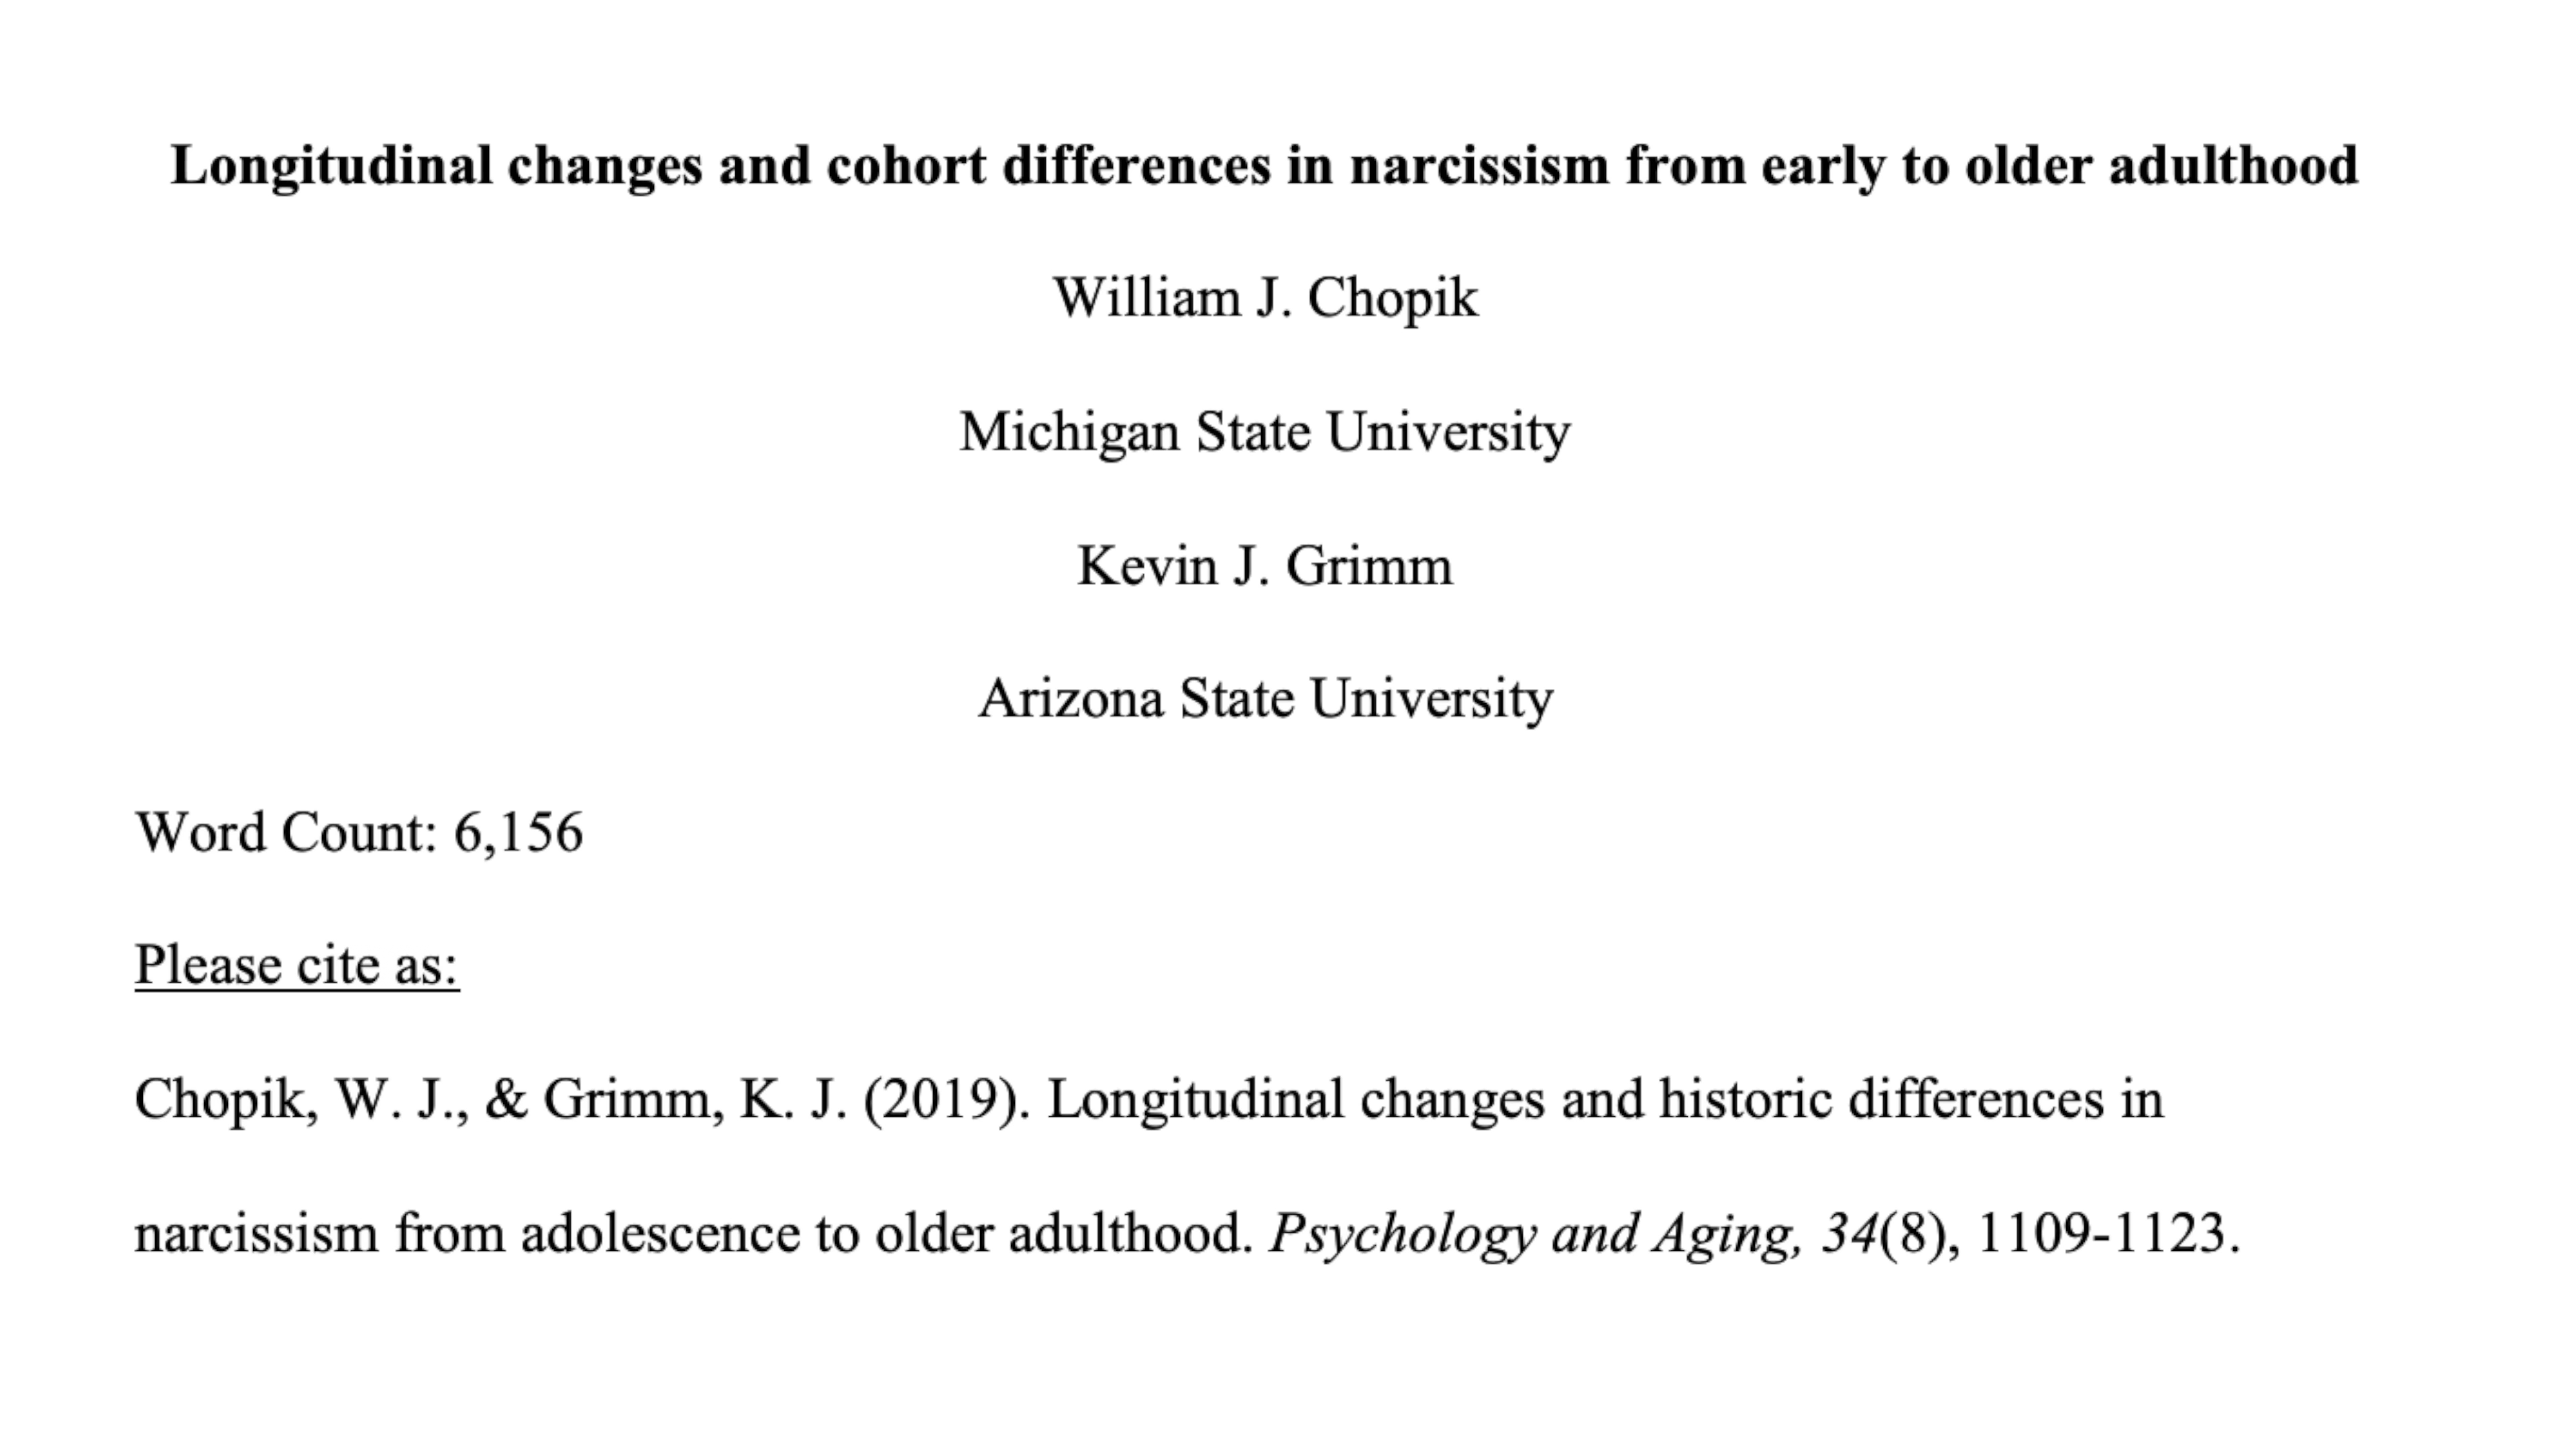 Longitudinal changes and cohort differences in narcissism from early to older adulthood
William J. Chopik
Michigan State University
Kevin J. Grimm
Arizona State University
Word Count: 6,156
Please cite as:
Chopik, W. J., & Grimm, K. J. (2019). Longitudinal changes and historic differences in
narcissism from adolescence to older adulthood. Psychology and Aging, 34(8), 1109-1123.